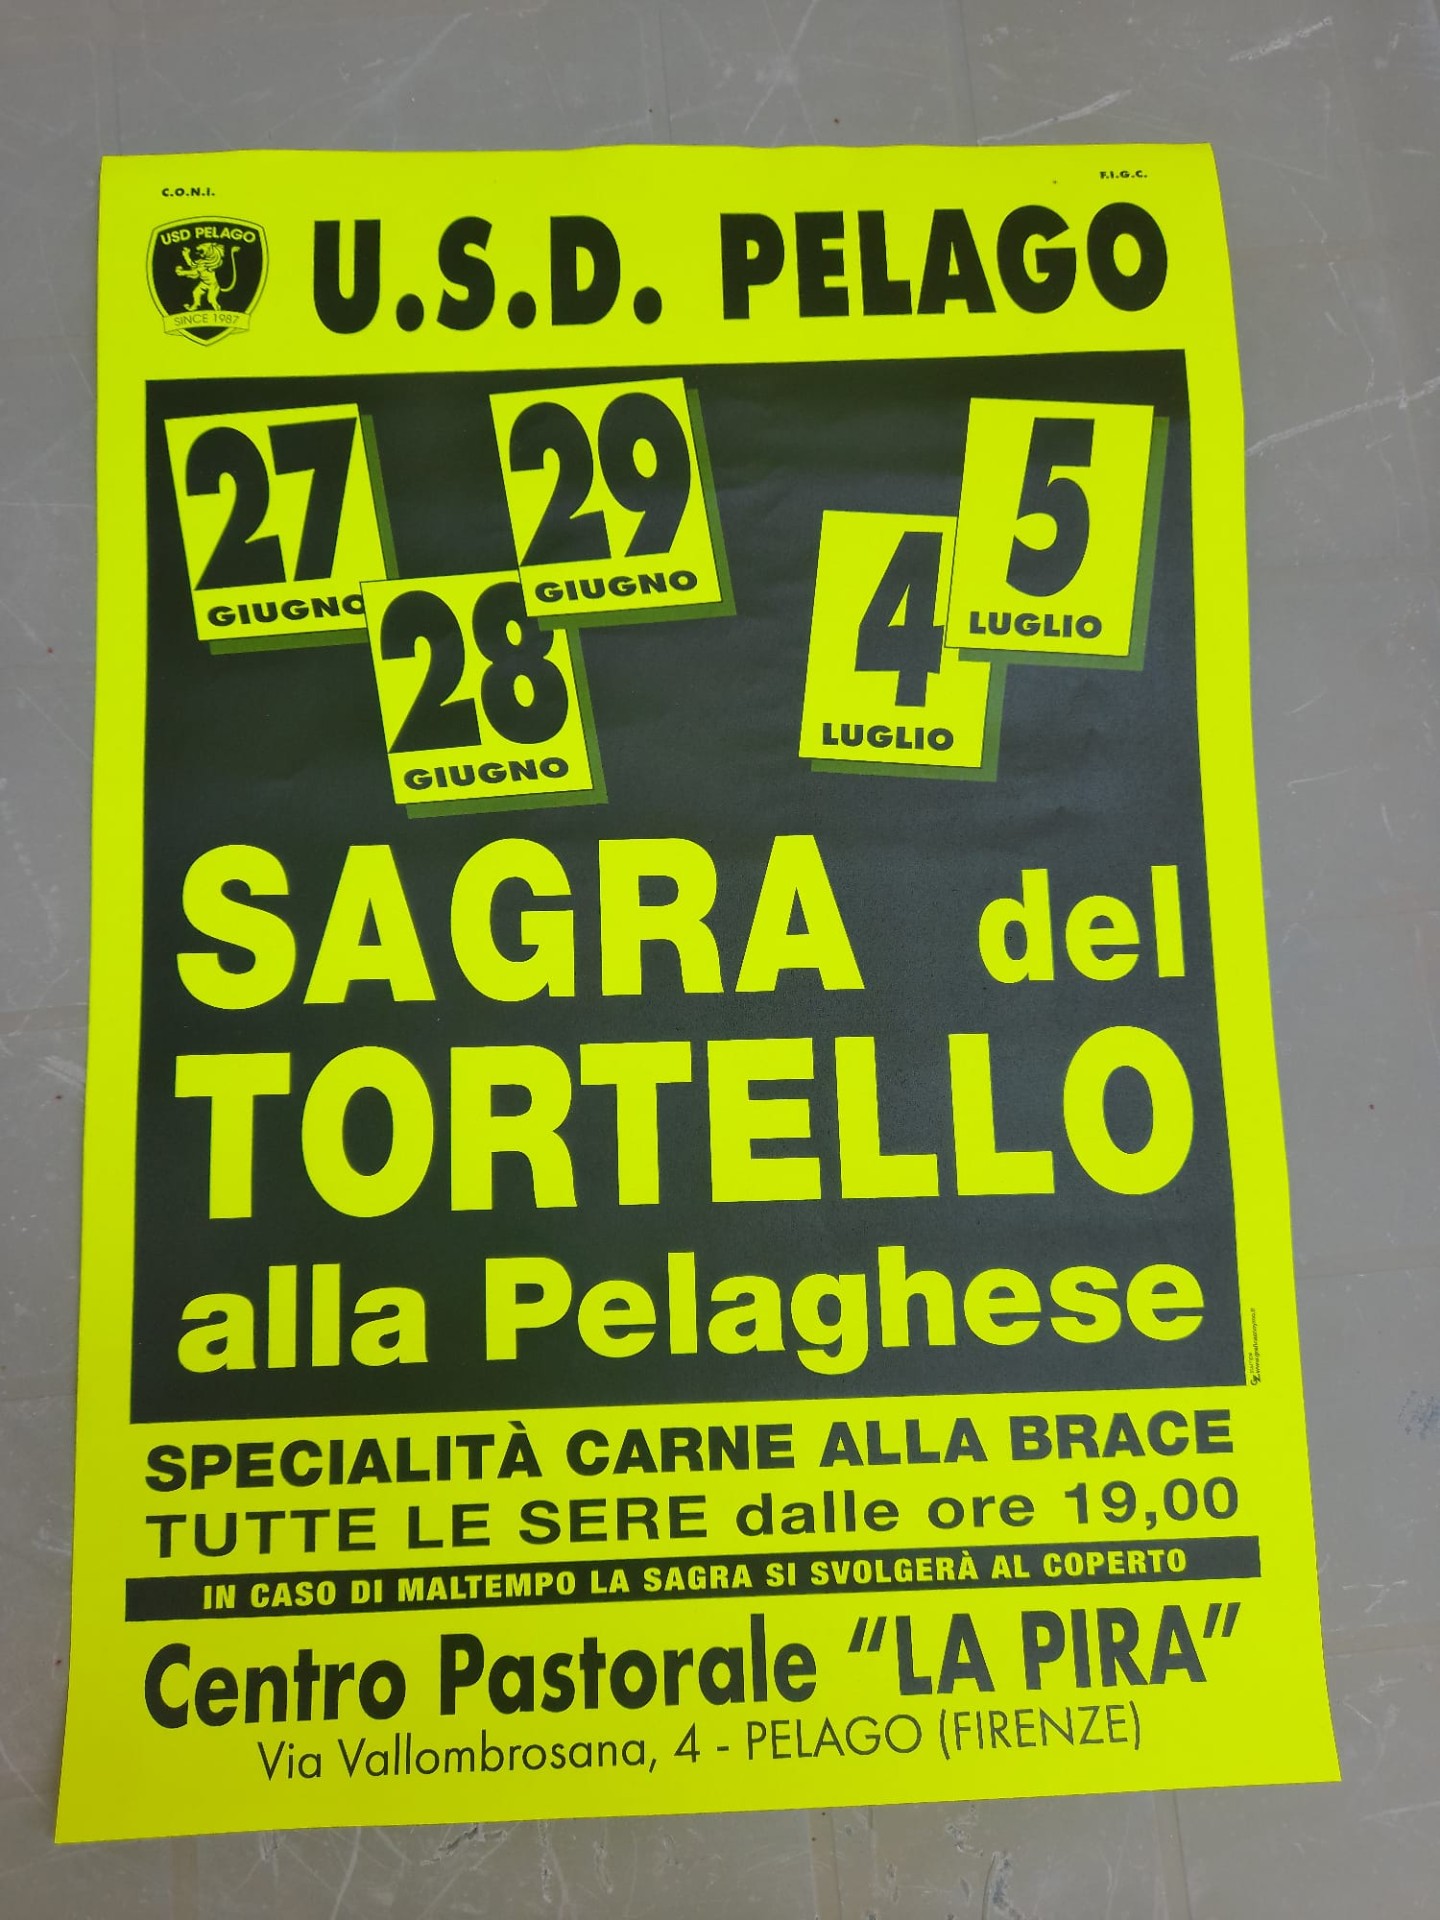 C.O.N.I.
F.I.G.C.
USD PELAGO
SINCE 1987
U.S.D. PELAGO
27
GIUGNO
28
GIUGNO
29
GIUGNO
4
LUGLIO
5
LUGLIO
SAGRA del
TORTELLO
alla Pelaghese
SPECIALITÀ CARNE ALLA BRACE
TUTTE LE SERE dalle ore 19,00
IN CASO DI MALTEMPO LA SAGRA SI SVOLGERÀ AL COPERTO
Centro Pastorale "LA PIRA"
Via Vallombrosana, 4 - PELAGO (FIRENZE)